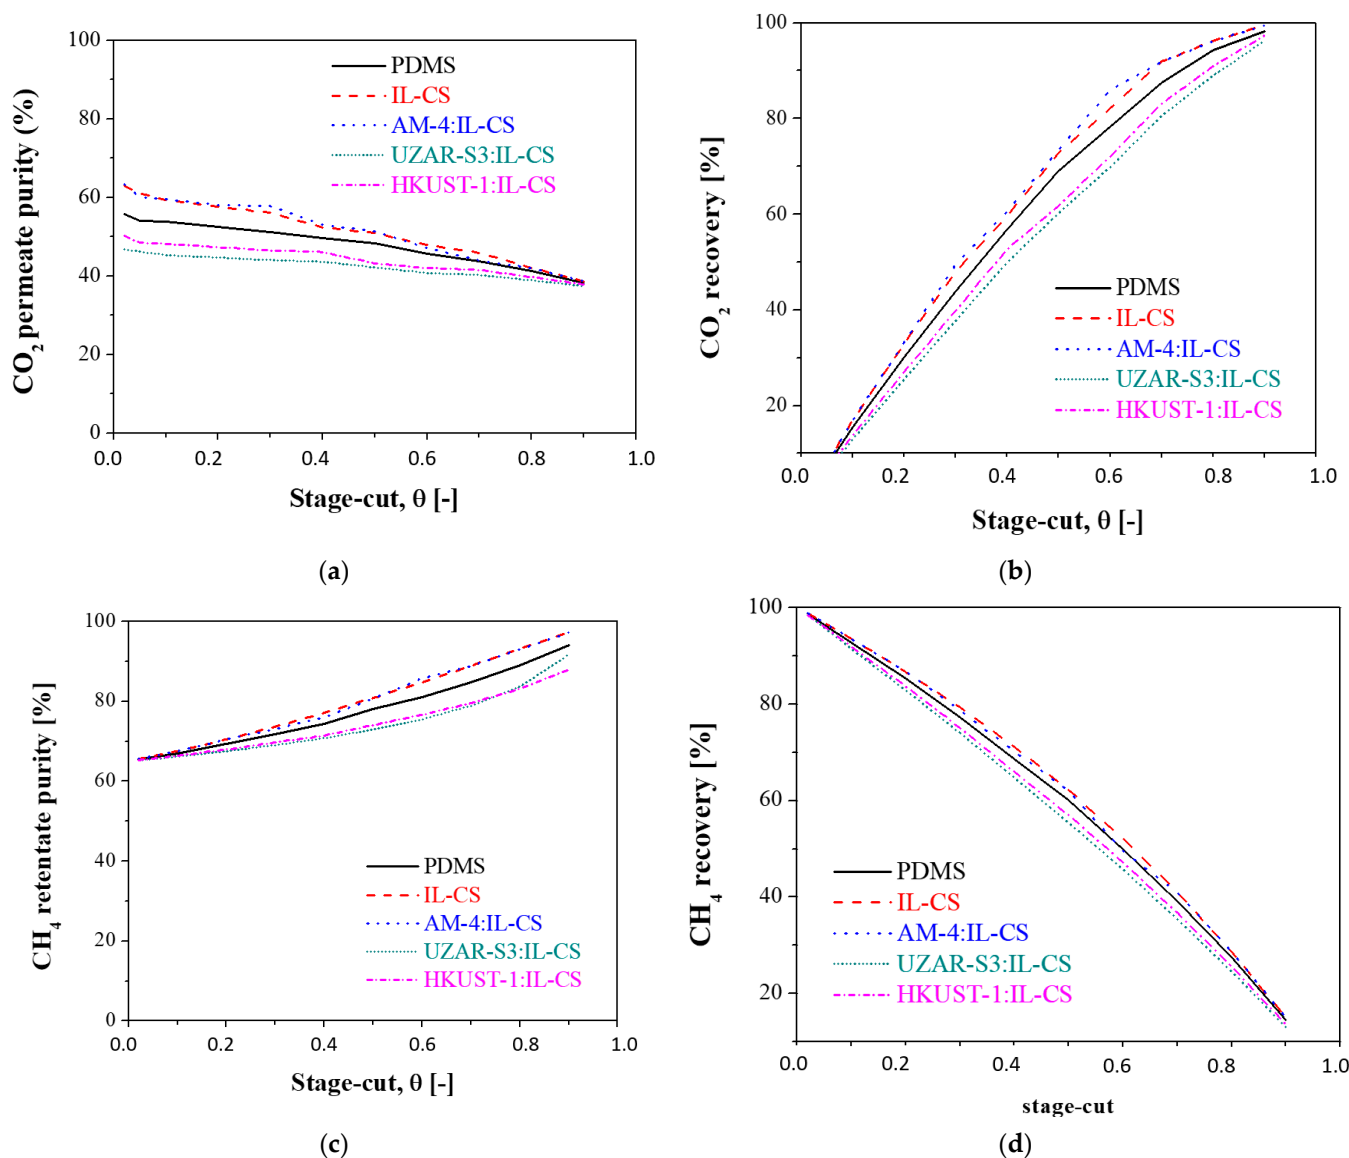 CO2 permeate purity (%)
100
80
60
40
20
0
PDMS
IL-CS
AM-4:IL-CS
UZAR-S3:IL-CS
HKUST-1:IL-CS
0.0 0.2 0.4 0.6 0.8 1.0
Stage-cut, θ [-]
(a)
CO2 recovery [%]
100
80
60
40
20
PDMS
IL-CS
AM-4:IL-CS
UZAR-S3:IL-CS
HKUST-1:IL-CS
0.0 0.2 0.4 0.6 0.8 1.0
Stage-cut, θ [-]
(b)
CH4 retentate purity [%]
100
80
60
40
20
0
PDMS
IL-CS
AM-4:IL-CS
UZAR-S3:IL-CS
HKUST-1:IL-CS
0.0 0.2 0.4 0.6 0.8 1.0
Stage-cut, θ [-]
(c)
CH4 recovery [%]
100
80
60
40
20
PDMS
IL-CS
AM-4:IL-CS
UZAR-S3:IL-CS
HKUST-1:IL-CS
0.0 0.2 0.4 0.6 0.8 1.0
stage-cut
(d)